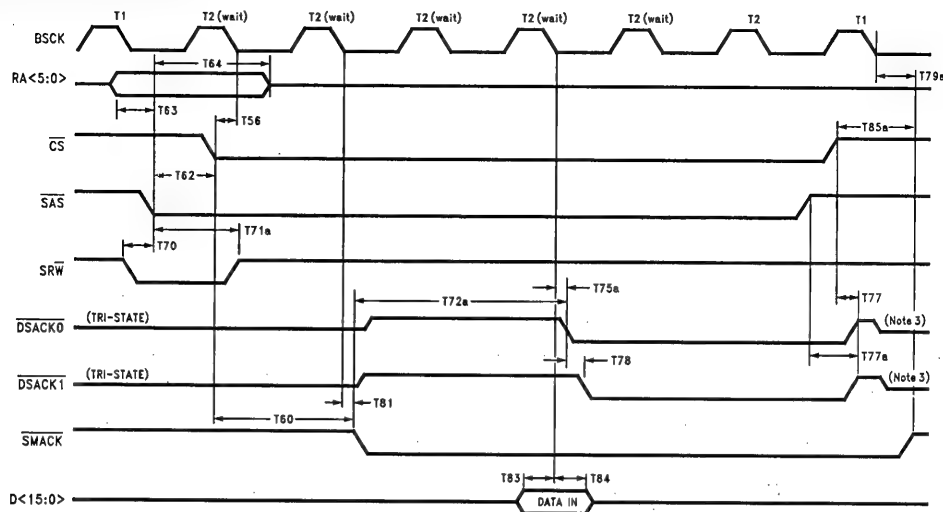 T1 T2 (wait) T2 (wait) T2 (wait) T2 (wait) T2 (wait) T2 T1
BSCK
T64
RA<5:0>
T79a
T63
T56
T85a
CS
T62
SAS
T71a
T70
SRW
T75a
T72a
T77
DSACK0 (TRI-STATE) (Note 3)
T78
T77a
DSACK1 (TRI-STATE) (Note 3)
T81
T60
SMACK
T83 T84
D<15:0> DATA IN